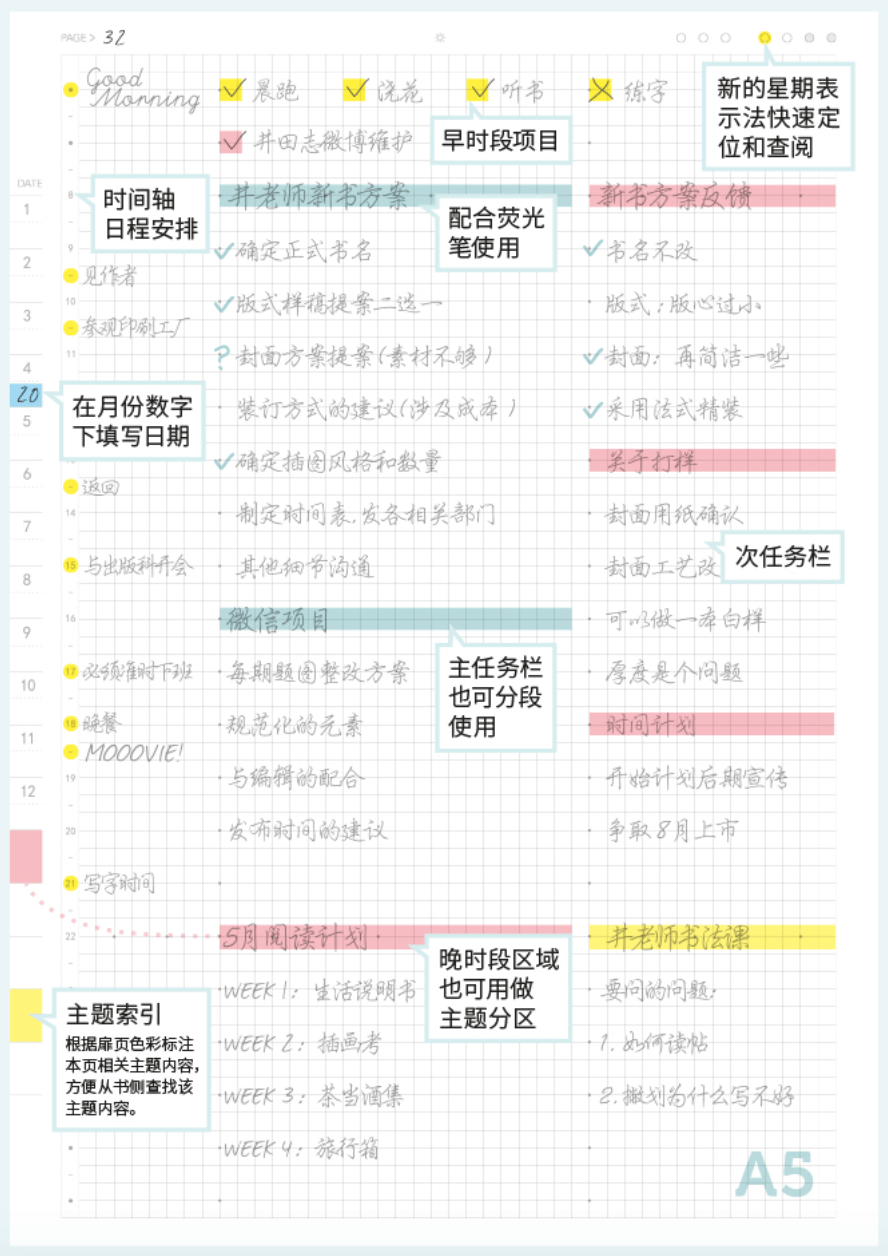 PAGE > 32
Good
Morning
晨跑
浇花
听书
练字
新的星期表
示法快速定
位和查阅
井田志微博维护
早时段项目
DATE
1
2
3
4
20
5
6
7
8
9
10
11
12
时间轴
日程安排
在月份数字
下填写日期
8
9
见作者
10
参观印刷工厂
11
返回
14
15 与出版科开会
16
17 必须准时下班
18 晚餐
MOOOVIE!
19
20
21 写字时间
22
井老师新书方案
配合荧光
笔使用
确定正式书名
版式样稿提案二选一
? 封面方案提案(素材不够)
装订方式的建议(涉及成本)
确定插图风格和数量
制定时间表,发各相关部门
其他细节沟通
微信项目
主任务栏
也可分段
使用
每期题图整改方案
规范化的元素
与编辑的配合
发布时间的建议
5月阅读计划
晚时段区域
也可用做
主题分区
WEEK 1: 生活说明书
WEEK 2: 插画考
WEEK 3: 茶当酒集
WEEK 4: 旅行箱
新书方案反馈
书名不改
版式:版心过小
封面: 再简洁一些
采用法式精装
关于打样
封面用纸确认
封面工艺改
次任务栏
可以做一本白样
厚度是个问题
时间计划
开始计划后期宣传
争取8月上市
井老师书法课
要问的问题:
1. 如何读帖
2. 撇划为什么写不好
主题索引
根据扉页色彩标注
本页相关主题内容,
方便从书侧查找该
主题内容。
A5